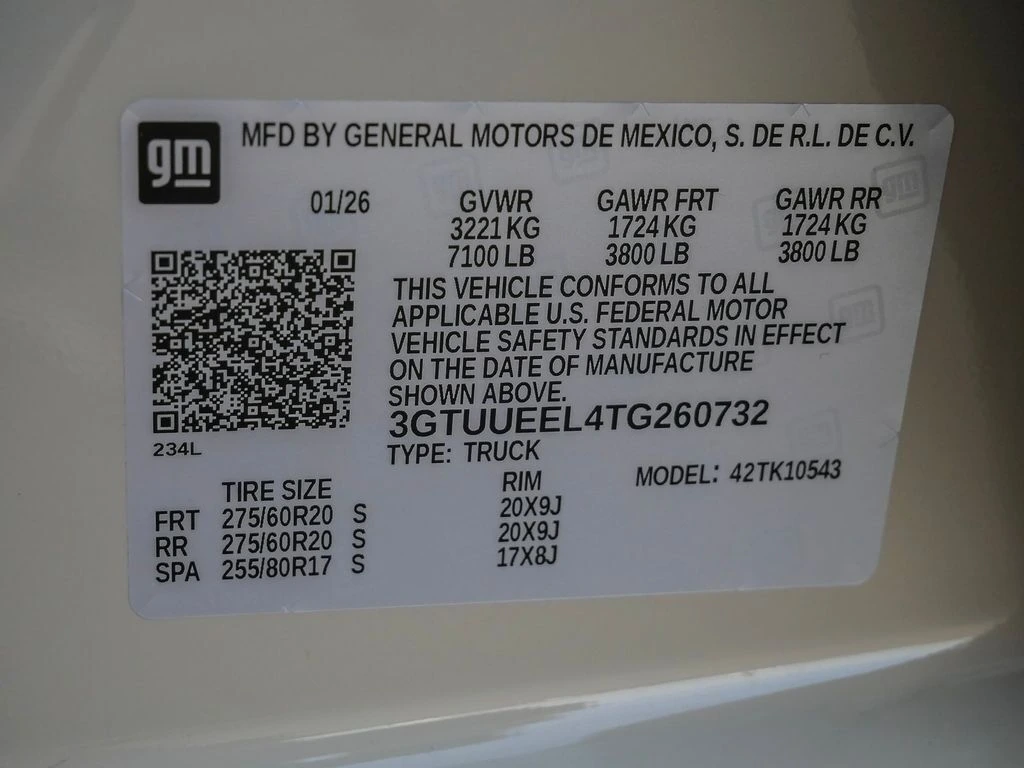 gm
MFD BY GENERAL MOTORS DE MEXICO, S. DE R.L. DE C.V.
01/26 GVWR GAWR FRT GAWR RR
3221 KG 1724 KG 1724 KG
7100 LB 3800 LB 3800 LB
THIS VEHICLE CONFORMS TO ALL
APPLICABLE U.S. FEDERAL MOTOR
VEHICLE SAFETY STANDARDS IN EFFECT
ON THE DATE OF MANUFACTURE
SHOWN ABOVE.
3GTUUEEL4TG260732
234L
TYPE: TRUCK
MODEL: 42TK10543
TIRE SIZE RIM
FRT 275/60R20 S 20X9J
RR 275/60R20 S 20X9J
SPA 255/80R17 S 17X8J